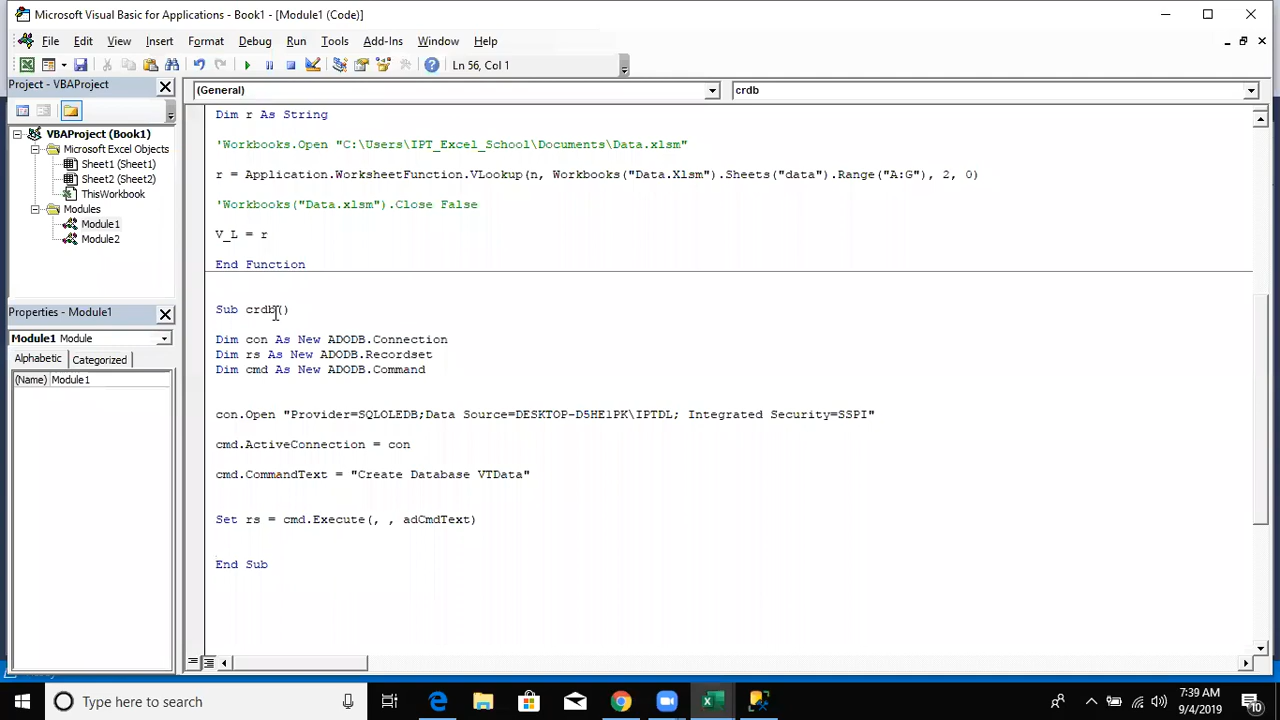 Microsoft Visual Basic for Applications - Book1 - [Module1 (Code)]
File Edit View Insert Format Debug Run Tools Add-Ins Window Help
Ln 56, Col 1
Project - VBAProject
(General) crdb
VBAProject (Book1)
Microsoft Excel Objects
Sheet1 (Sheet1)
Sheet2 (Sheet2)
ThisWorkbook
Modules
Module1
Module2
Properties - Module1
Module1 Module
Alphabetic Categorized
(Name) Module1
Dim r As String
'Workbooks.Open "C:\Users\IPT_Excel_School\Documents\Data.xlsm"
r = Application.WorksheetFunction.VLookup(n, Workbooks("Data.Xlsm").Sheets("data").Range("A:G"), 2, 0)
'Workbooks("Data.xlsm").Close False
V_L = r
End Function
Sub crdb()
Dim con As New ADODB.Connection
Dim rs As New ADODB.Recordset
Dim cmd As New ADODB.Command
con.Open "Provider=SQLOLEDB;Data Source=DESKTOP-D5HE1PK\IPTDL; Integrated Security=SSPI"
cmd.ActiveConnection = con
cmd.CommandText = "Create Database VTData"
Set rs = cmd.Execute(, , adCmdText)
End Sub
Type here to search
7:39 AM
9/4/2019
10